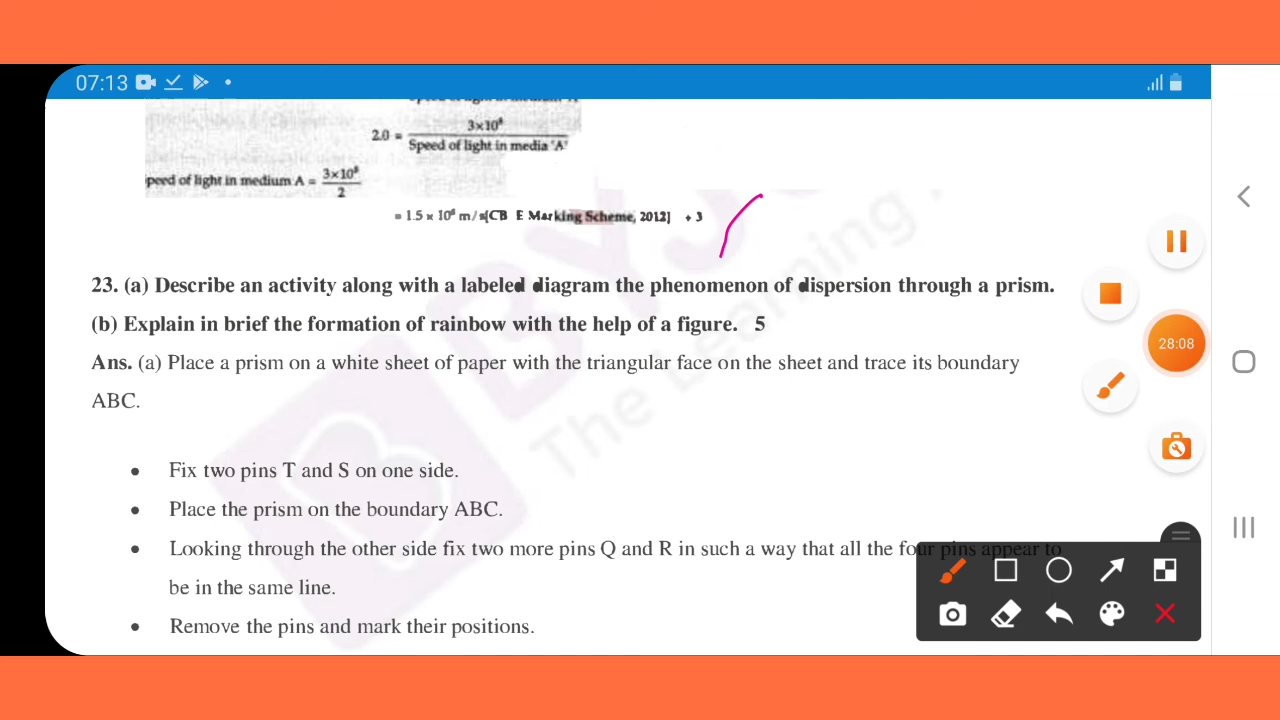 07:13
2.0 = 3×10⁸
Speed of light in media 'A'
peed of light in medium A = 3×10⁸
2
= 1.5 × 10⁸ m/s[CB E Marking Scheme, 2012] + 3
23. (a) Describe an activity along with a labeled diagram the phenomenon of dispersion through a prism.
(b) Explain in brief the formation of rainbow with the help of a figure. 5
Ans. (a) Place a prism on a white sheet of paper with the triangular face on the sheet and trace its boundary
ABC.
28:08
• Fix two pins T and S on one side.
• Place the prism on the boundary ABC.
• Looking through the other side fix two more pins Q and R in such a way that all the four pins appear to
be in the same line.
• Remove the pins and mark their positions.
BYJU
The Learning